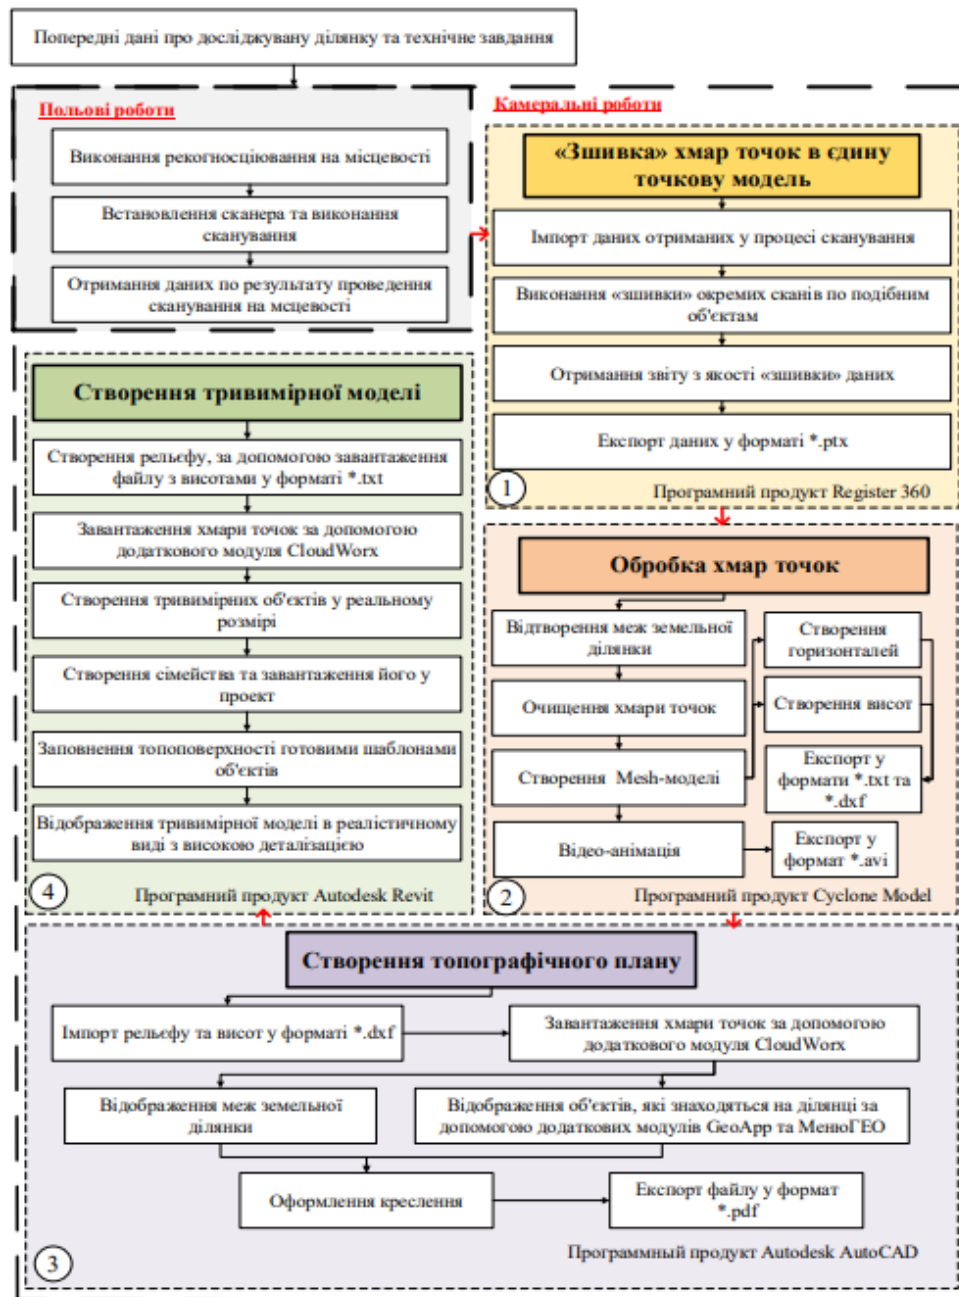 Попередні дані про досліджувану ділянку та технічне завдання
Польові роботи
Виконання рекогносціювання на місцевості
Встановлення сканера та виконання
сканування
Отримання даних по результату проведення
сканування на мсцевості
Камеральні роботи
«Зшивка» хмар точок в єдину
точкову модель
Імпорт даних отриманих у процесі сканування
Виконання «зшивки» окремих сканів по подібним
об'єктам
Отримання звіту з якості «зшивки» даних
Експорт даних у форматі *.ptx
1
Програмний продукт Register 360
Обробка хмар точок
Відтворення меж земельної
ділянки
Очищення хмари точок
Створення Mesh-моделі
Відео-анімація
Створення
горизонталей
Створення висот
Експорт у
формати *.txt та
*.dxf
Експорт у
формат *.avi
2
Програмний продукт Cyclone Model
Створення топографічного плану
Імпорт рельєфу та висот у форматі *.dxf
Завантаження хмари точок за допомогою
додаткового модуля CloudWorx
Відображення меж земельної
ділянки
Відображення об'єктів, які знаходяться на ділянці за
допомогою додаткових модулів GeoApp та МенюГЕО
Оформлення креслення
Експорт файлу у формат
*.pdf
3
Программный продукт Autodesk AutoCAD
Створення тривимірної моделі
Створення рельєфу, за допомогою завантаження
файлу з висотами у форматі *.txt
Завантаження хмари точок за допомогою
додаткового модуля CloudWorx
Створення тривимірних об'єктів у реальному
розмірі
Створення сімейства та завантаження його у
проект
Заповнення топоповерхності готовими шаблонами
об'єктів
Відображення тривимірної моделі в реалістичному
виді з високою деталізацією
4
Програмний продукт Autodesk Revit